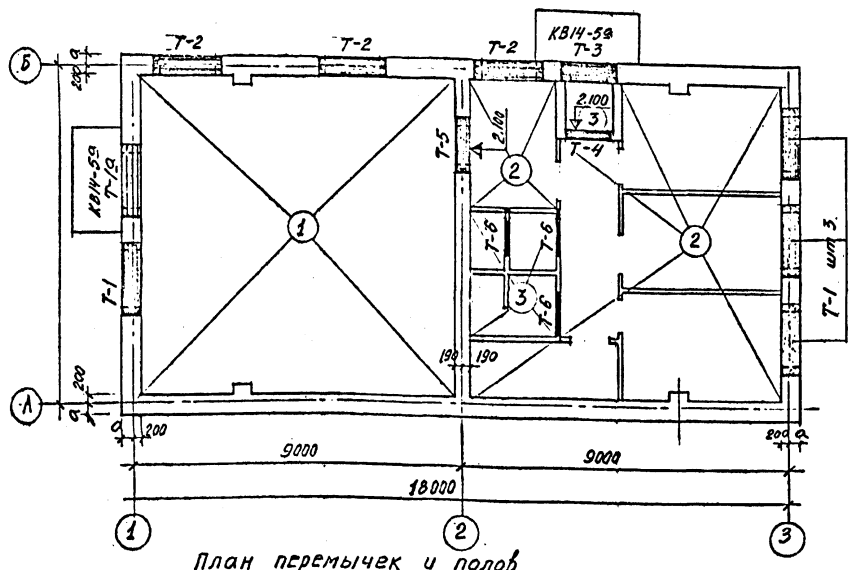 Т-2
Т-2
Т-2
КВ14-5а
Т-3
Б
а
200
2.100
3)
Т-4
Т-5
2.100
КВ14-5а
Т-1а
2
1
Т-6
Т-6
2
3
Т-6
Т-1
Т-1 шт 3.
190
190
200
А
а
а
200
200
а
9000
9000
18000
1
2
3
План перемычек и полов